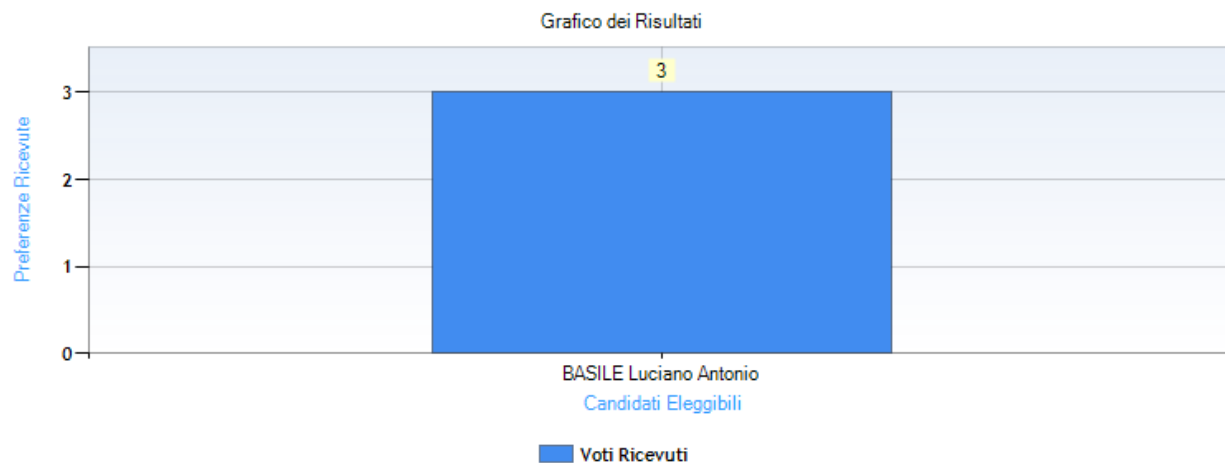 Grafico dei Risultati
3
Preferenze Ricevute
3
2
1
0
BASILE Luciano Antonio
Candidati Eleggibili
Voti Ricevuti